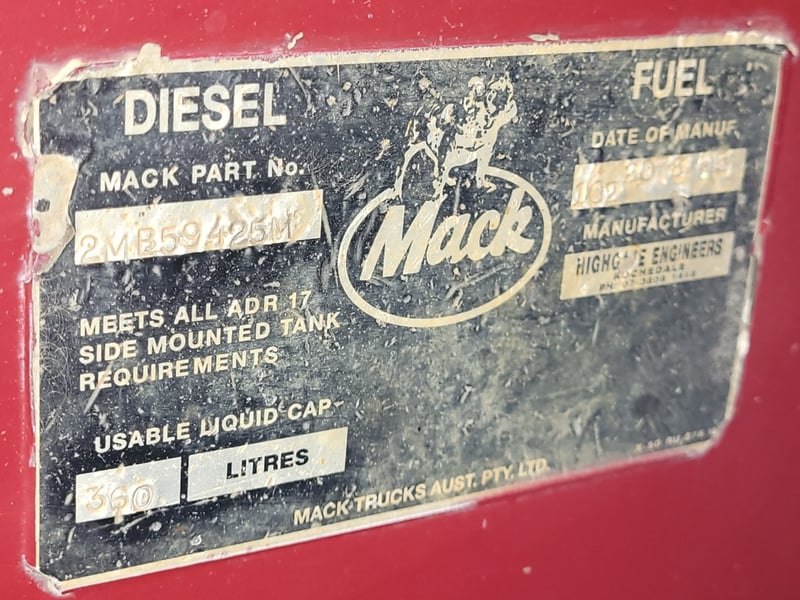 DIESEL
FUEL
MACK PART No.
2MB59425M
Mack
DATE OF MANUF.
MANUFACTURER
ENGINEERS
ROCHEDALE
MEETS ALL ADR 17
SIDE MOUNTED TANK
REQUIREMENTS
USABLE LIQUID CAP-
360
LITRES
MACK TRUCKS AUST. PTY. LTD.